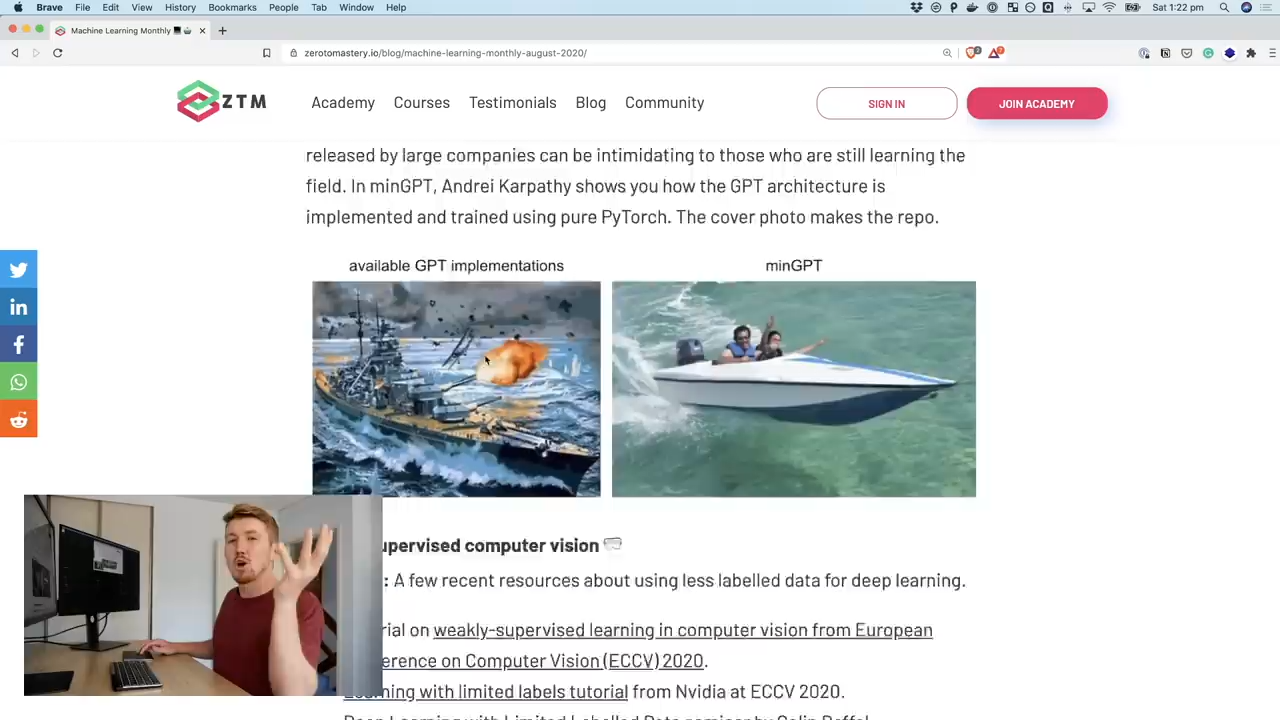 Brave File Edit View History Bookmarks People Tab Window Help Sat 1:22 pm
Machine Learning Monthly
zerotomastery.io/blog/machine-learning-monthly-august-2020/
ZTM Academy Courses Testimonials Blog Community SIGN IN JOIN ACADEMY
released by large companies can be intimidating to those who are still learning the
field. In minGPT, Andrei Karpathy shows you how the GPT architecture is
implemented and trained using pure PyTorch. The cover photo makes the repo.
available GPT implementations minGPT
upervised computer vision
: A few recent resources about using less labelled data for deep learning.
rial on weakly-supervised learning in computer vision from European
erence on Computer Vision (ECCV) 2020.
Learning with limited labels tutorial from Nvidia at ECCV 2020.